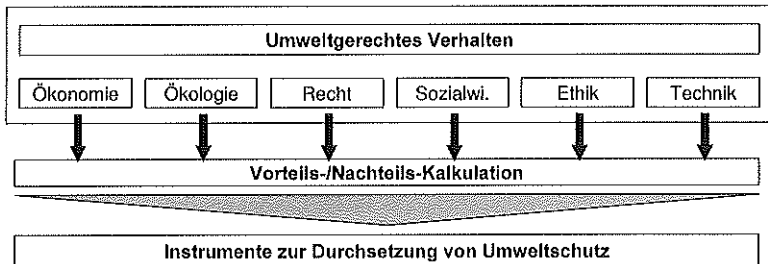 Umweltgerechtes Verhalten
Ökonomie Ökologie Recht Sozialwi. Ethik Technik
Vorteils-/Nachteils-Kalkulation
Instrumente zur Durchsetzung von Umweltschutz